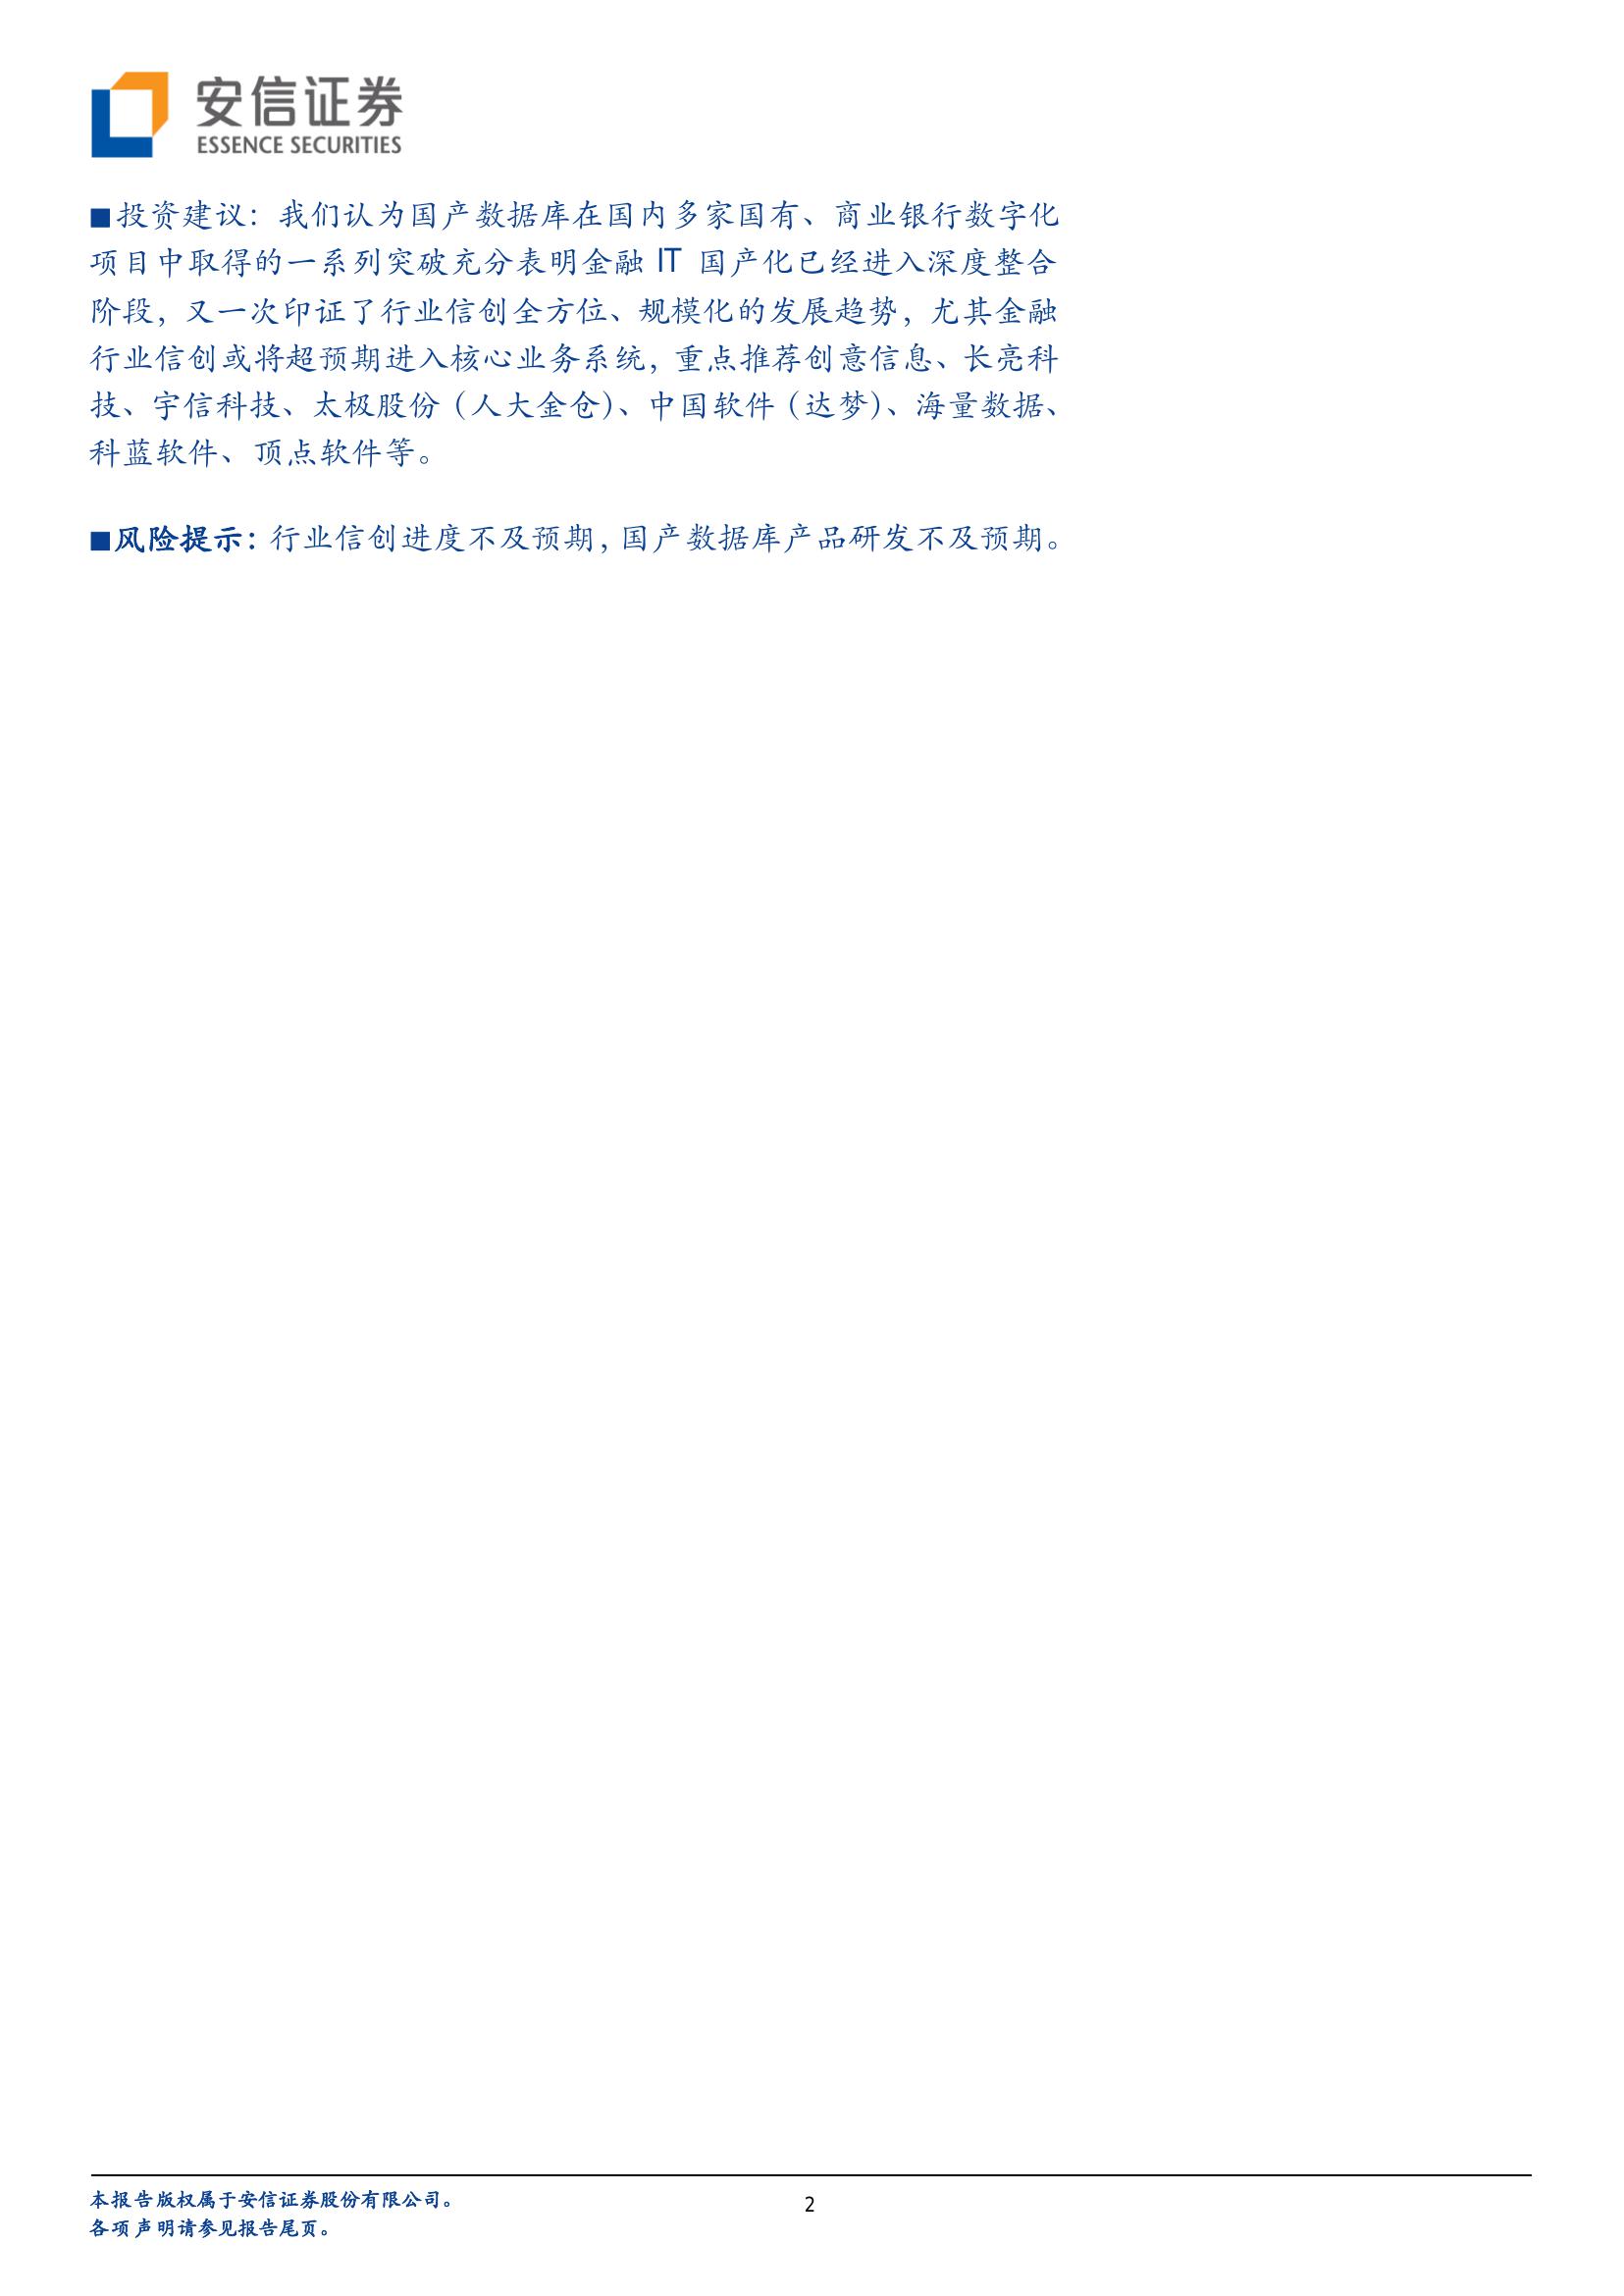 安信证券
ESSENCE SECURITIES
■投资建议：我们认为国产数据库在国内多家国有、商业银行数字化
项目中取得的一系列突破充分表明金融 IT 国产化已经进入深度整合
阶段，又一次印证了行业信创全方位、规模化的发展趋势，尤其金融
行业信创或将超预期进入核心业务系统，重点推荐创意信息、长亮科
技、宇信科技、太极股份（人大金仓）、中国软件（达梦）、海量数据、
科蓝软件、顶点软件等。
■风险提示：行业信创进度不及预期，国产数据库产品研发不及预期。
本报告版权属于安信证券股份有限公司。
各项声明请参见报告尾页。
2